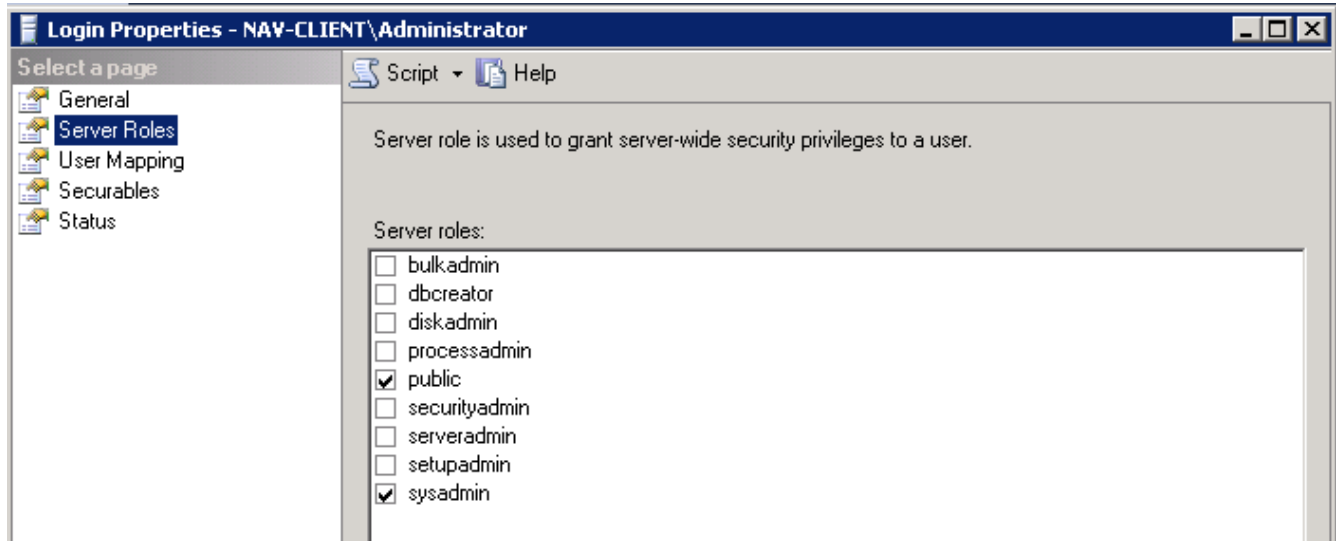 Login Properties - NAV-CLIENT\Administrator
Select a page
General
Server Roles
User Mapping
Securables
Status
Script Help
Server role is used to grant server-wide security privileges to a user.
Server roles:
bulkadmin
dbcreator
diskadmin
processadmin
public
securityadmin
serveradmin
setupadmin
sysadmin